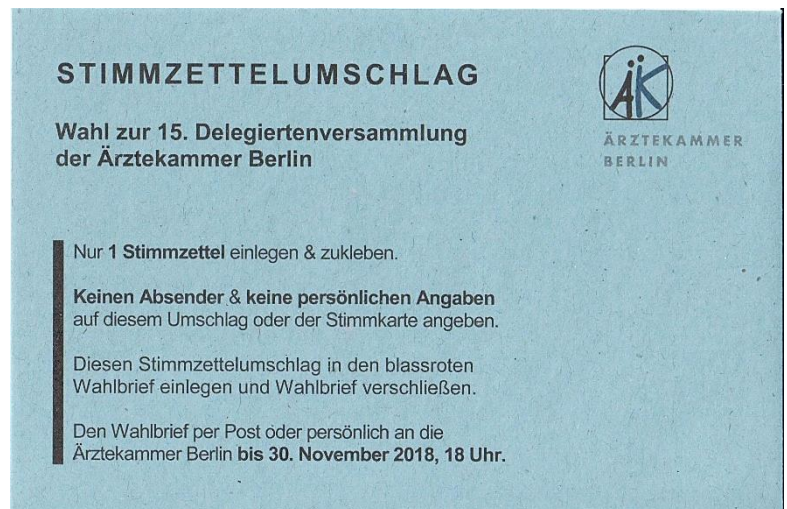 STIMMZETTELUMSCHLAG
ÄK
ÄRZTEKAMMER
BERLIN
Wahl zur 15. Delegiertenversammlung
der Ärztekammer Berlin
Nur 1 Stimmzettel einlegen & zukleben.
Keinen Absender & keine persönlichen Angaben
auf diesem Umschlag oder der Stimmkarte angeben.
Diesen Stimmzettelumschlag in den blassroten
Wahlbrief einlegen und Wahlbrief verschließen.
Den Wahlbrief per Post oder persönlich an die
Ärztekammer Berlin bis 30. November 2018, 18 Uhr.